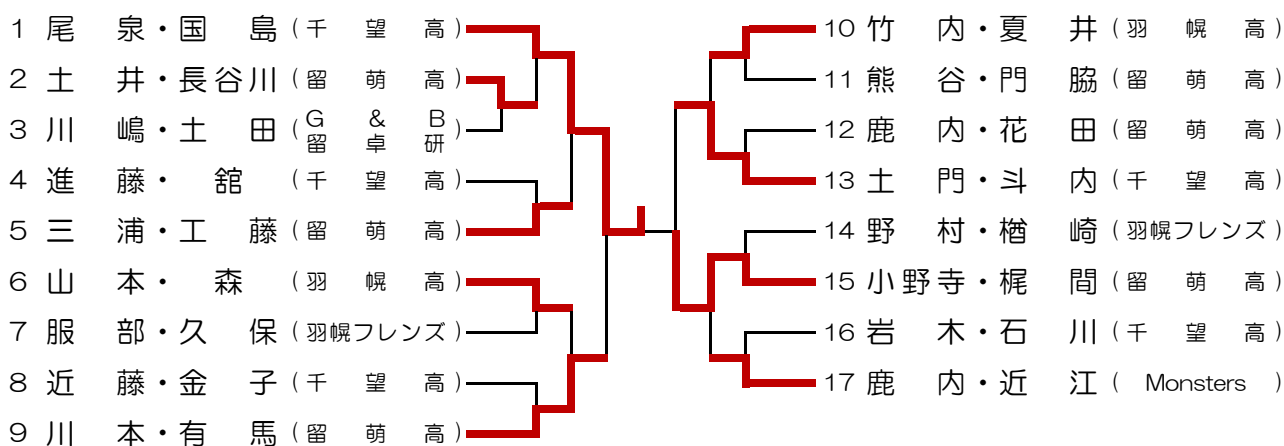 1 尾 泉・国 島 (千 望 高)
2 土 井・長谷川 (留 萌 高)
3 川 嶋・土 田 (G & B 留 卓 研)
4 進 藤・ 舘 (千 望 高)
5 三 浦・工 藤 (留 萌 高)
6 山 本・ 森 (羽 幌 高)
7 服 部・久 保 (羽幌フレンズ)
8 近 藤・金 子 (千 望 高)
9 川 本・有 馬 (留 萌 高)
10 竹 内・夏 井 (羽 幌 高)
11 熊 谷・門 脇 (留 萌 高)
12 鹿 内・花 田 (留 萌 高)
13 土 門・斗 内 (千 望 高)
14 野 村・楢 崎 (羽幌フレンズ)
15 小野寺・梶 間 (留 萌 高)
16 岩 木・石 川 (千 望 高)
17 鹿 内・近 江 ( Monsters )